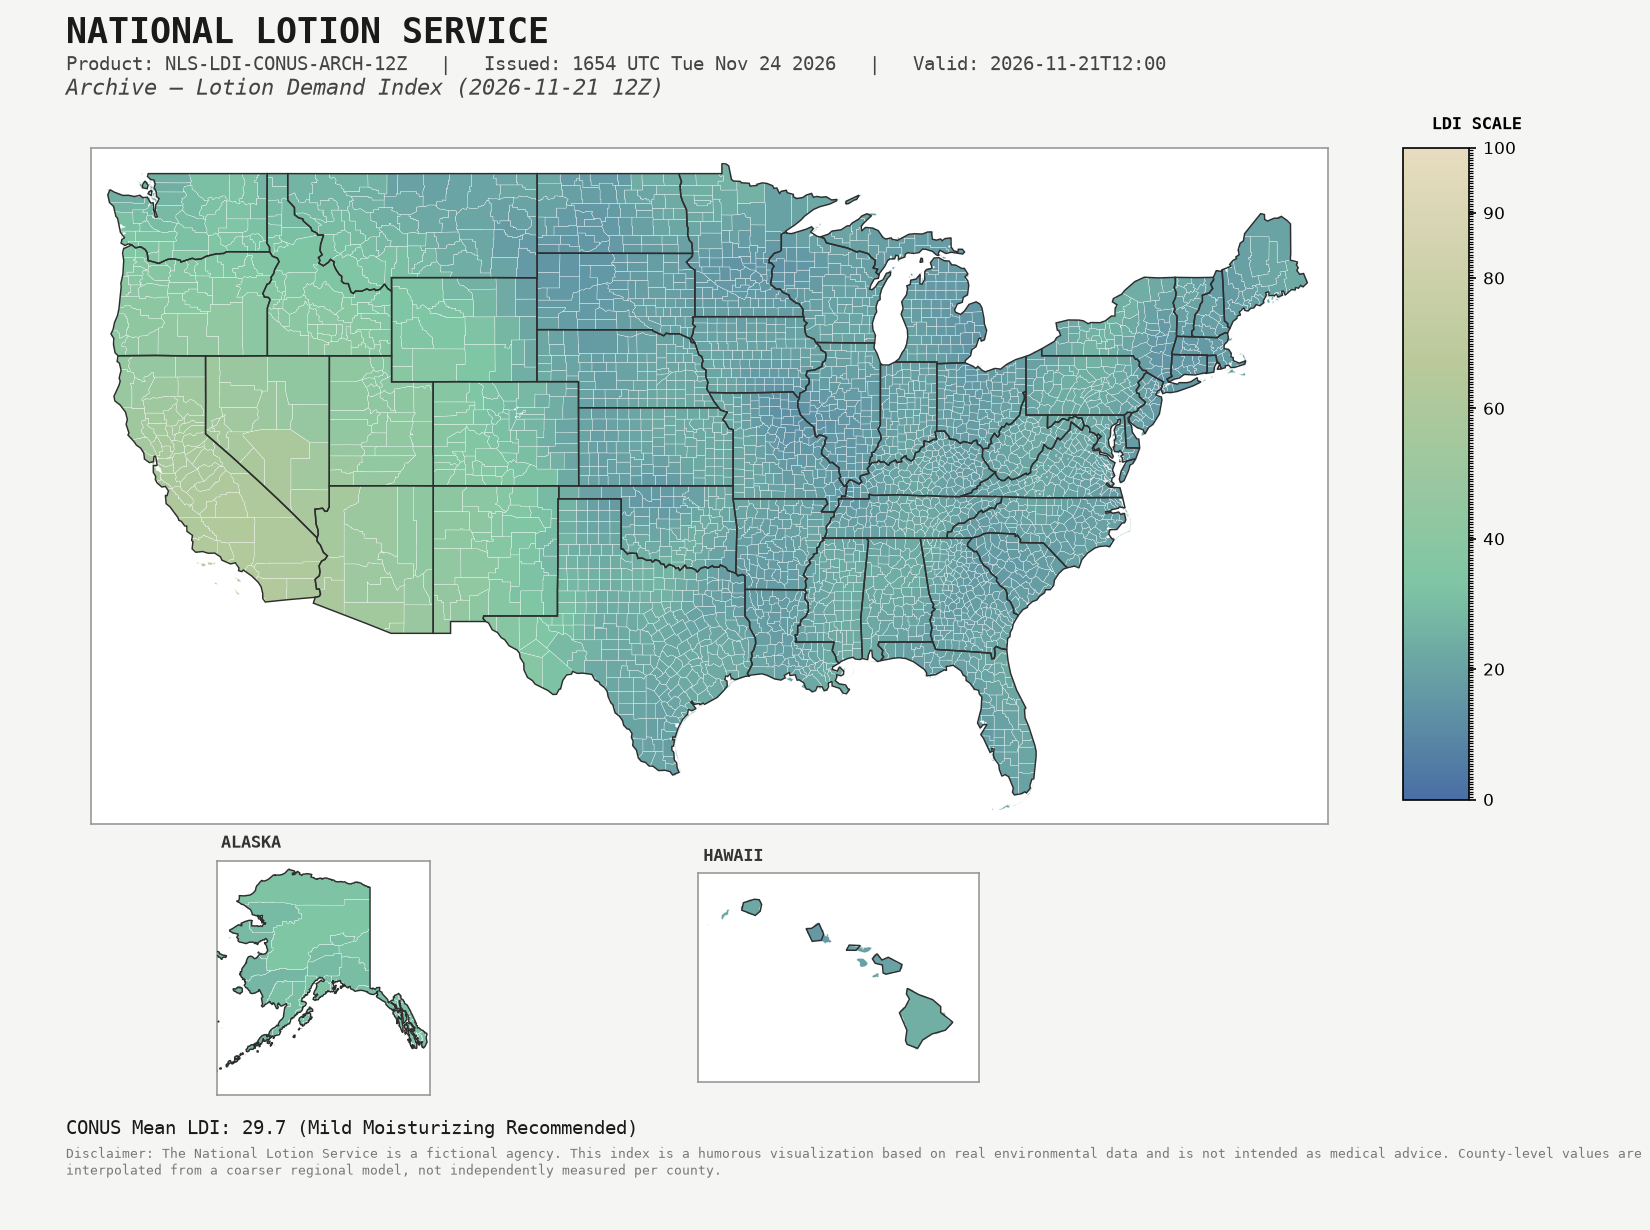 NATIONAL LOTION SERVICE
Product: NLS-LDI-CONUS-ARCH-12Z | Issued: 1654 UTC Tue Nov 24 2026 | Valid: 2026-11-21T12:00
Archive — Lotion Demand Index (2026-11-21 12Z)
LDI SCALE
100
90
80
60
40
20
0
ALASKA
HAWAII
CONUS Mean LDI: 29.7 (Mild Moisturizing Recommended)
Disclaimer: The National Lotion Service is a fictional agency. This index is a humorous visualization based on real environmental data and is not intended as medical advice. County-level values are
interpolated from a coarser regional model, not independently measured per county.